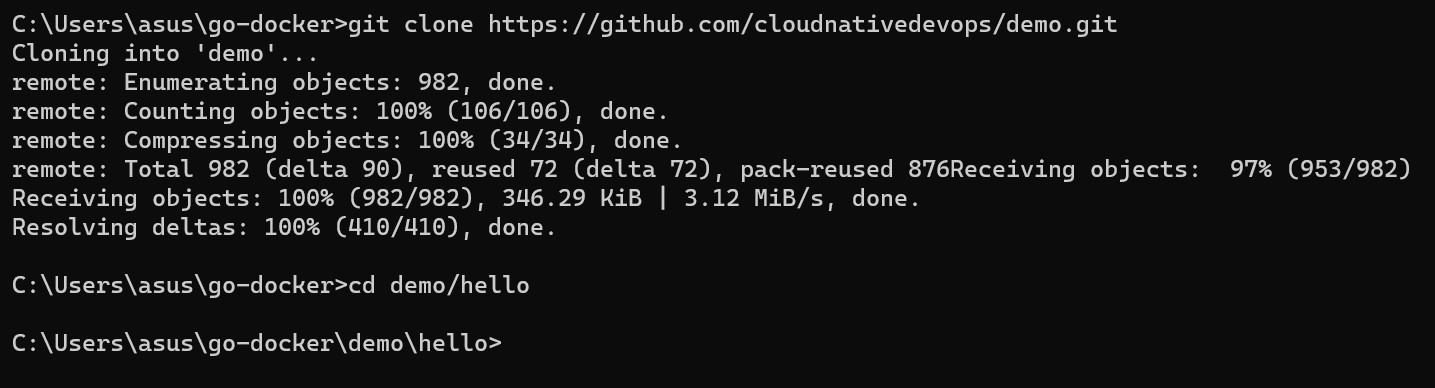 C:\Users\asus\go-docker>git clone https://github.com/cloudnativedevops/demo.git
Cloning into 'demo'...
remote: Enumerating objects: 982, done.
remote: Counting objects: 100% (106/106), done.
remote: Compressing objects: 100% (34/34), done.
remote: Total 982 (delta 90), reused 72 (delta 72), pack-reused 876Receiving objects:  97% (953/982)
Receiving objects: 100% (982/982), 346.29 KiB | 3.12 MiB/s, done.
Resolving deltas: 100% (410/410), done.
C:\Users\asus\go-docker>cd demo/hello
C:\Users\asus\go-docker\demo\hello>